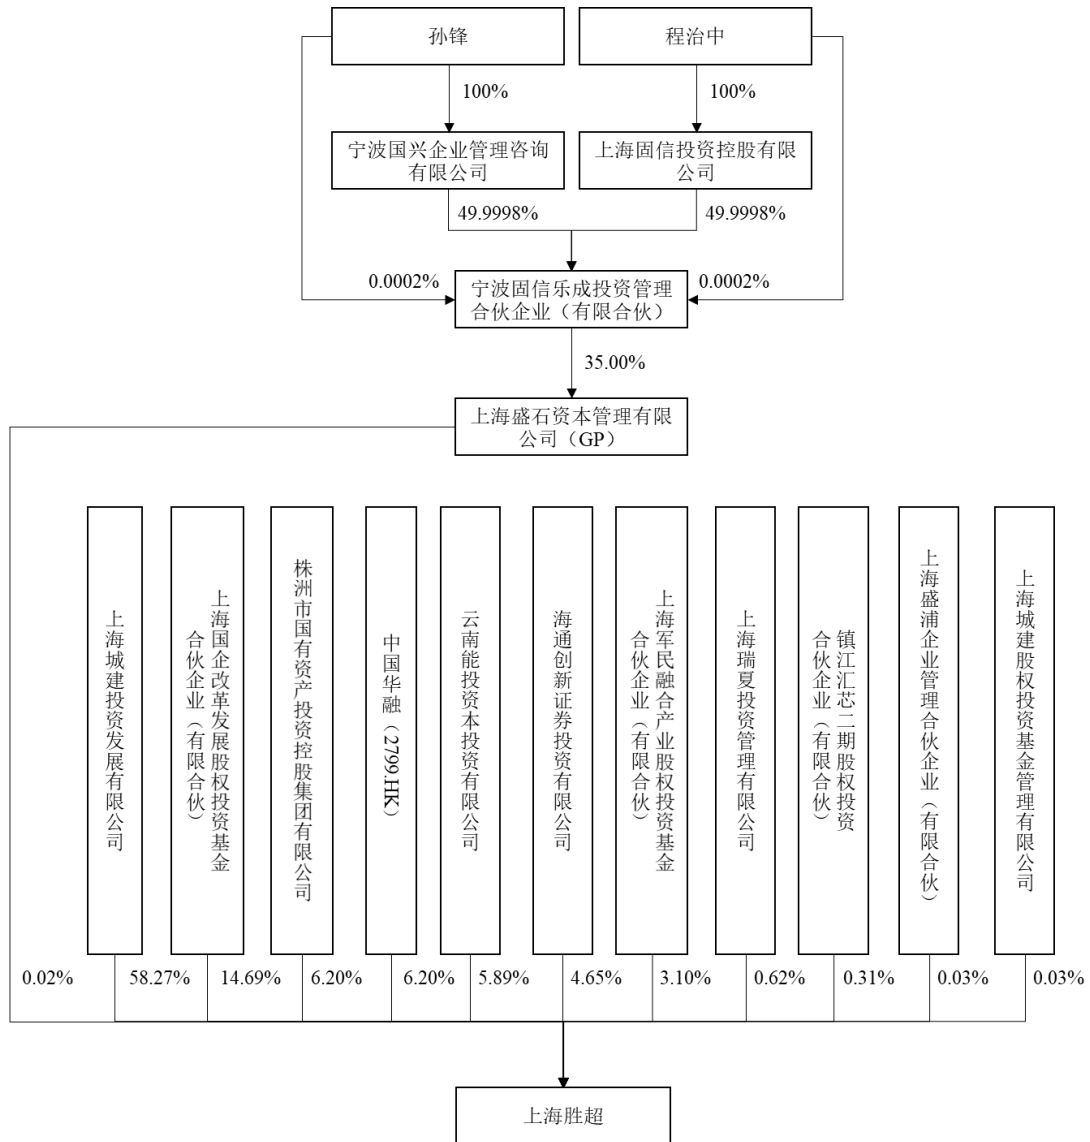 孙锋
程治中
100%
100%
宁波国兴企业管理咨询
有限公司
上海固信投资控股有限
公司
49.9998%
49.9998%
0.0002%
宁波固信乐成投资管理
合伙企业（有限合伙）
0.0002%
35.00%
上海盛石资本管理有限
公司（GP）
上海城建投资发展有限公司
上海国企改革发展股权投资基金
合伙企业（有限合伙）
株洲市国有资产投资控股集团有限公司
中国华融（2799.HK）
云南能投资本投资有限公司
海通创新证券投资有限公司
上海军民融合产业股权投资基金
合伙企业（有限合伙）
上海瑞夏投资管理有限公司
镇江汇芯二期股权投资
合伙企业（有限合伙）
上海盛浦企业管理合伙企业（有限合伙）
上海城建股权投资基金管理有限公司
0.02%
58.27%
14.69%
6.20%
6.20%
5.89%
4.65%
3.10%
0.62%
0.31%
0.03%
0.03%
上海胜超